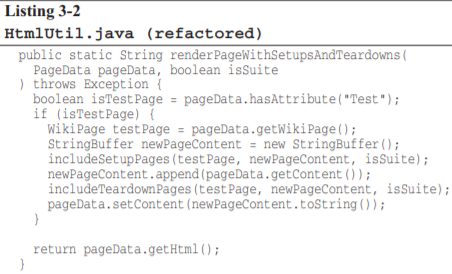 Listing 3-2
HtmlUtil.java (refactored)
public static String renderPageWithSetupsAndTeardowns(
PageData pageData, boolean isSuite
) throws Exception {
boolean isTestPage = pageData.hasAttribute("Test");
if (isTestPage) {
WikiPage testPage = pageData.getWikiPage();
StringBuffer newPageContent = new StringBuffer();
includeSetupPages(testPage, newPageContent, isSuite);
newPageContent.append(pageData.getContent());
includeTeardownPages(testPage, newPageContent, isSuite);
pageData.setContent(newPageContent.toString());
}
return pageData.getHtml();
}